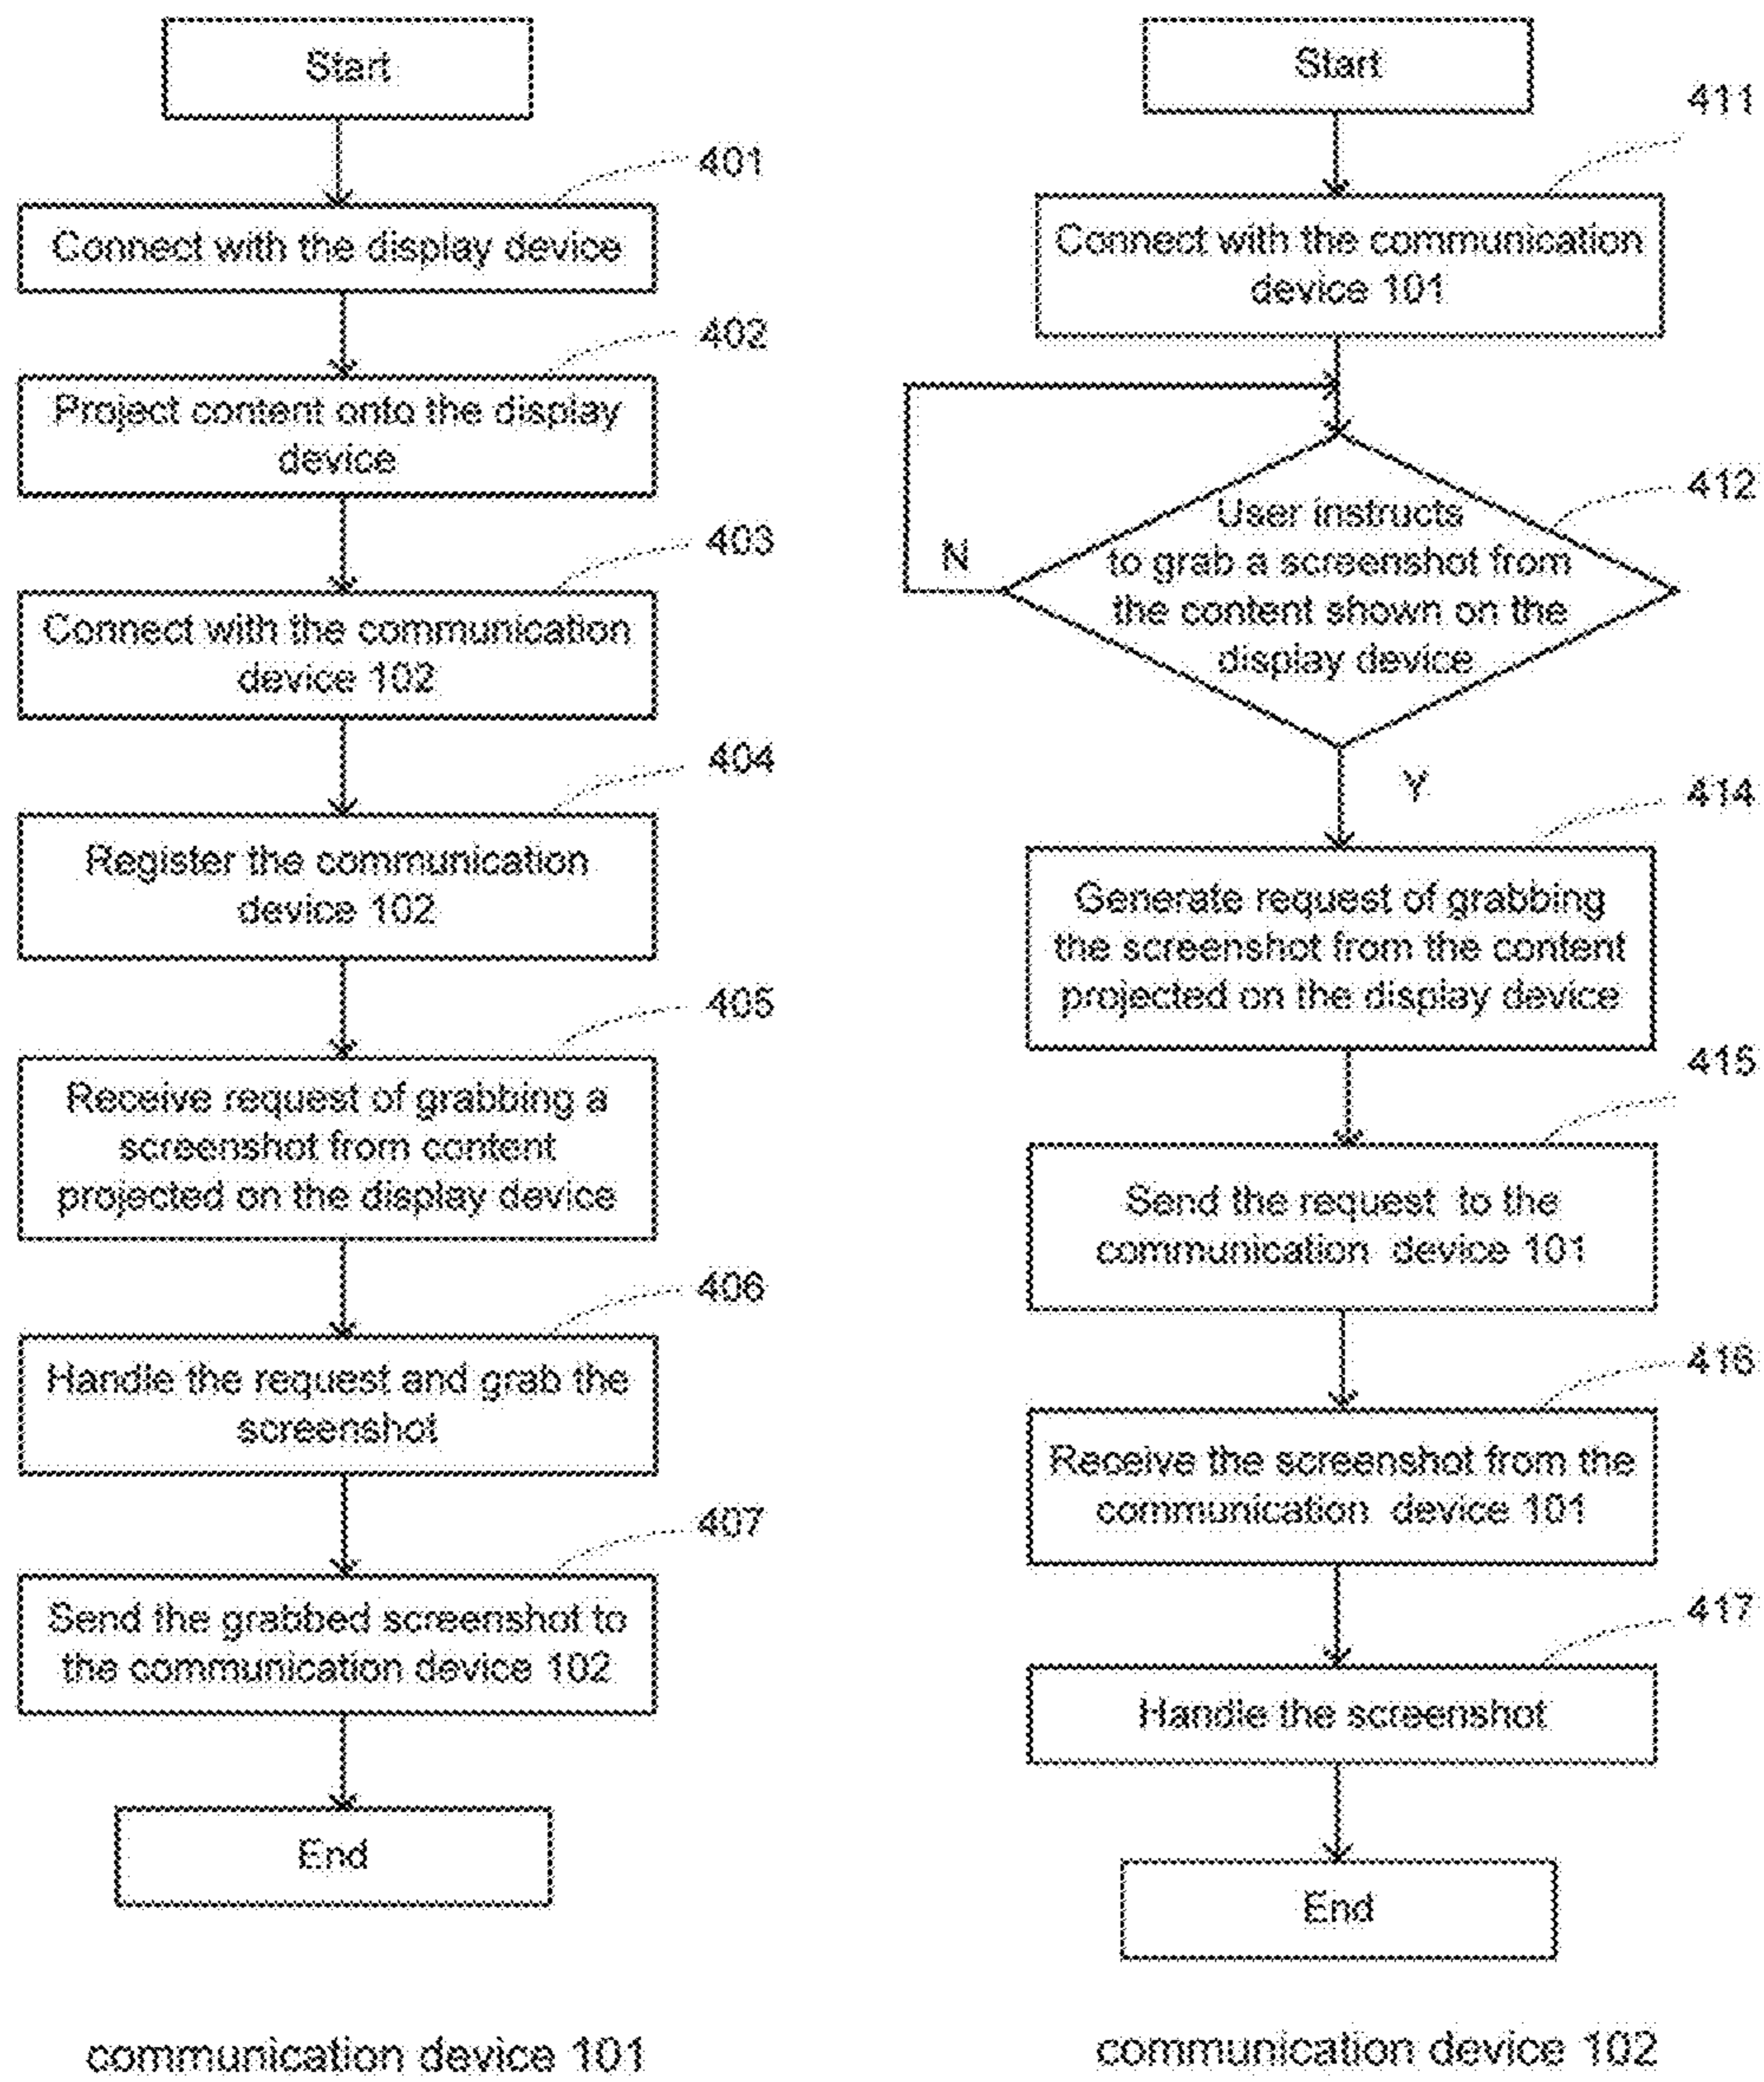 Start
401
Connect with the display device
402
Project content onto the display
device
403
Connect with the communication
device 102
404
Register the communication
device 102
405
Receive request of grabbing a
screenshot from content
projected on the display device
406
Handle the request and grab the
screenshot
407
Send the grabbed screenshot to
the communication device 102
End
communication device 101
Start
411
Connect with the communication
device 101
412
User instructs
to grab a screenshot from
the content shown on the
display device
N
Y
414
Generate request of grabbing
the screenshot from the content
projected on the display device
415
Send the request to the
communication device 101
416
Receive the screenshot from the
communication device 101
417
Handle the screenshot
End
communication device 102